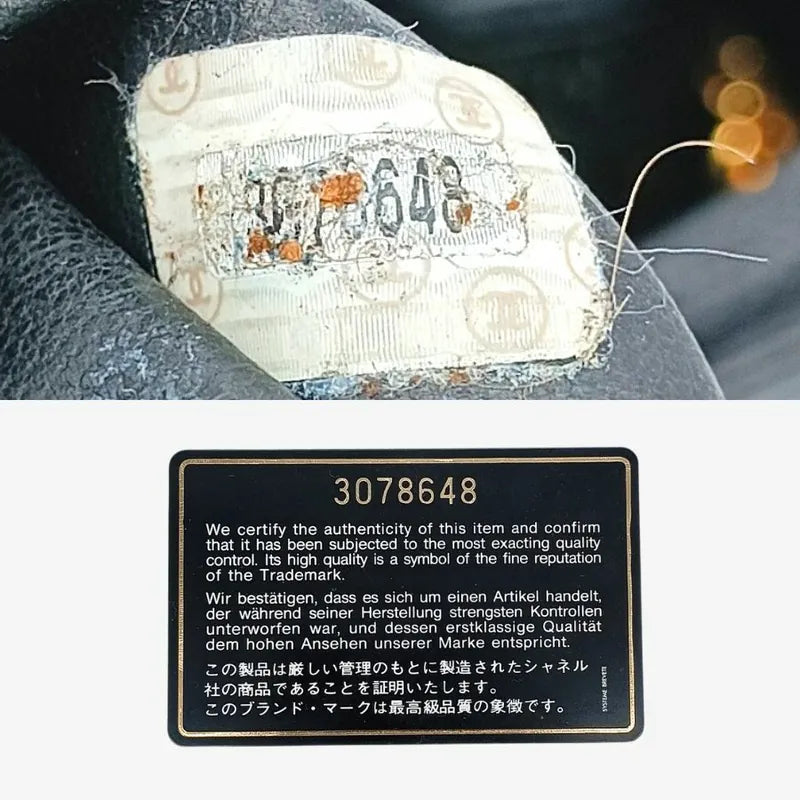 8648
3078648
We certify the authenticity of this item and confirm
that it has been subjected to the most exacting quality
control. Its high quality is a symbol of the fine reputation
of the Trademark.
Wir bestätigen, dass es sich um einen Artikel handelt,
der während seiner Herstellung strengsten Kontrollen
unterworfen war, und dessen erstklassige Qualität
dem hohen Ansehen unserer Marke entspricht.
この製品は厳しい管理のもとに製造されたシャネル
社の商品であることを証明いたします。
このブランド・マークは最高級品質の象徴です。
SYSTEME BREVETE